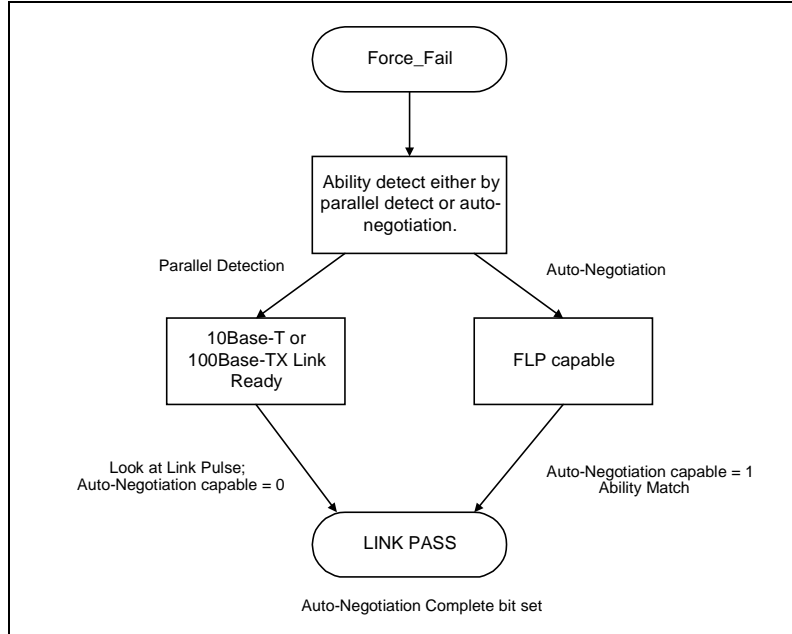 Force_Fail
Ability detect either by
parallel detect or auto-
negotiation.
Parallel Detection
Auto-Negotiation
10Base-T or
100Base-TX Link
Ready
FLP capable
Look at Link Pulse;
Auto-Negotiation capable = 0
Auto-Negotiation capable = 1
Ability Match
LINK PASS
Auto-Negotiation Complete bit set